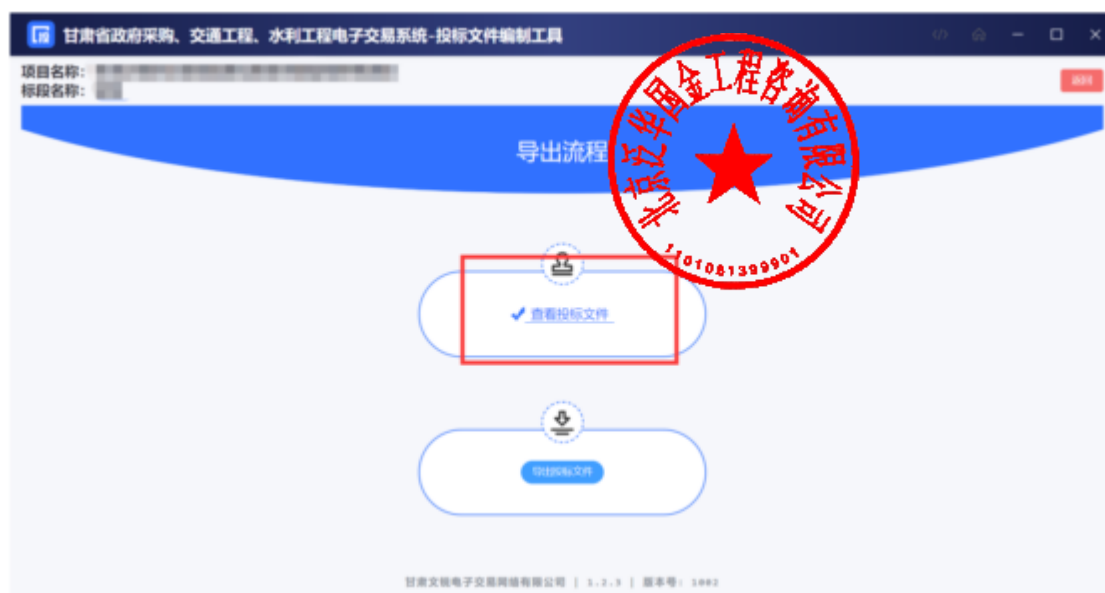 甘肃省政府采购、交通工程、水利工程电子交易系统-投标文件编制工具
项目名称：
标段名称：
返回
导出流程
北京泛华国金工程咨询有限公司
1101081399901
查看投标文件
导出投标文件
甘肃文锐电子交易网络有限公司 | 1.2.3 | 版本号: 1002